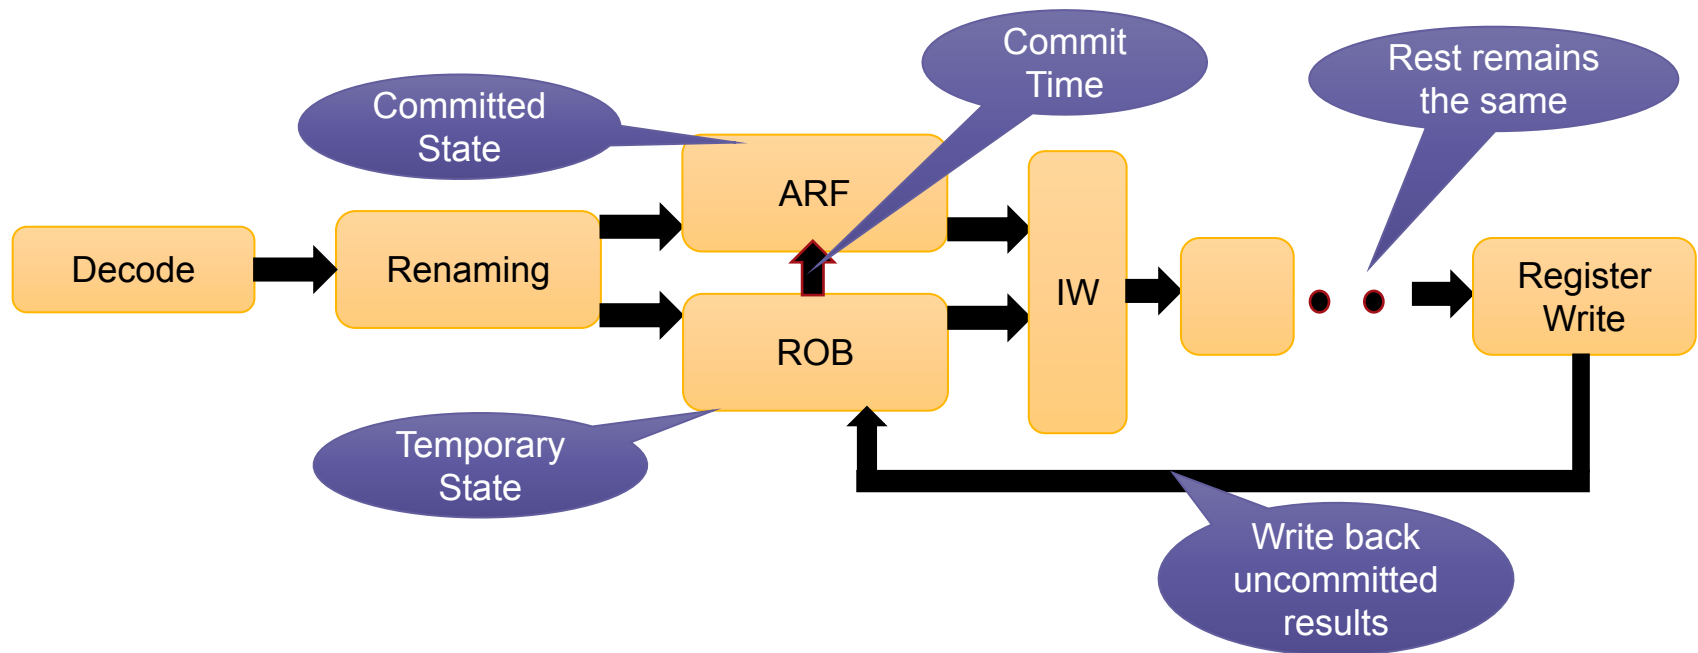 Commit
Time
Rest remains
the same
Committed
State
ARF
Decode
Renaming
IW
Register
Write
ROB
Temporary
State
Write back
uncommitted
results